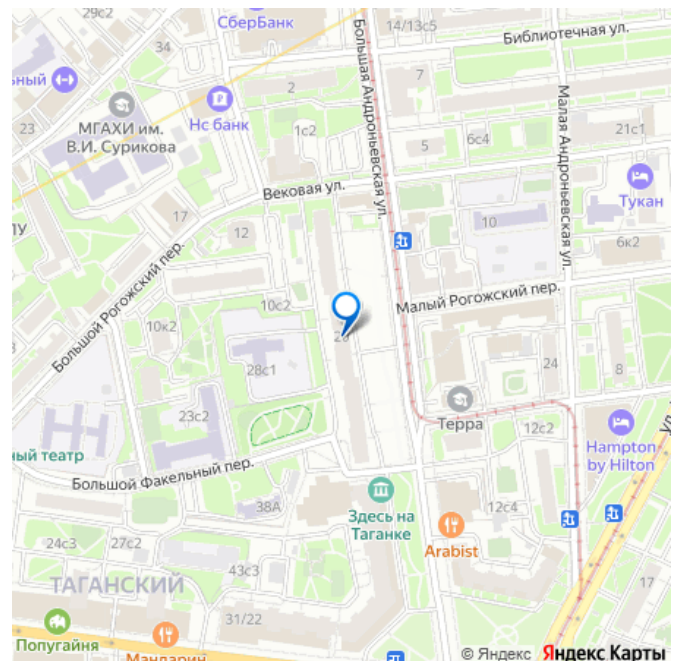 29с2
СберБанк
14/13с5
Библиотечная ул.
34
льный
2
7
Большая Андроньевская ул.
Малая Андроньевская ул.
23
МГАХИ им.
В.И. Сурикова
Нс банк
1с2
5
6с4
21с1
Вековая ул.
Тукан
17
10
ЛУ
12
6к2
Большой Рогожский пер.
10с2
Малый Рогожский пер.
10к2
28с1
24
8
23с2
Терра
12с2
Hampton
by Hilton
ный театр
Большой Факельный пер.
38А
Здесь на
Таганке
12с4
Arabist
24с3
27с2
43с3
ТАГАНСКИЙ
17
31/22
Попугайня
Мандарин
© Яндекс Яндекс Карты